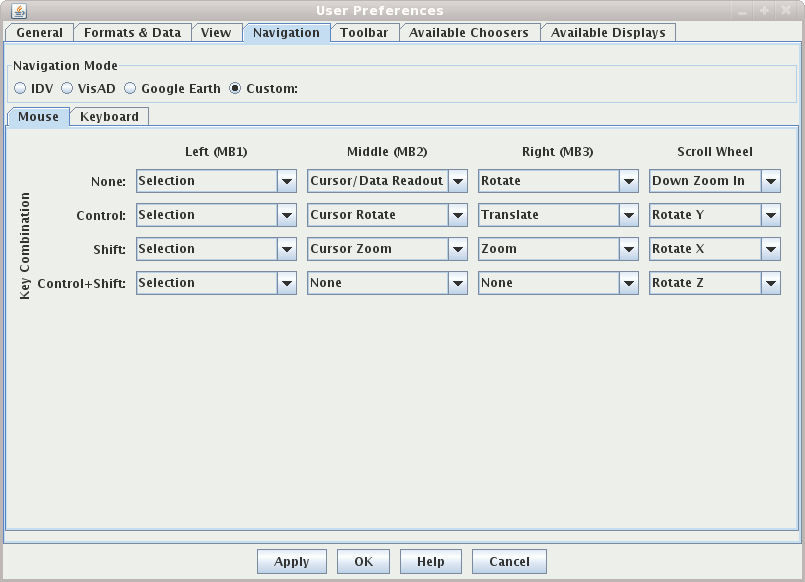 User Preferences
General Formats & Data View Navigation Toolbar Available Choosers Available Displays
Navigation Mode
IDV VisAD Google Earth Custom:
Mouse Keyboard
Left (MB1) Middle (MB2) Right (MB3) Scroll Wheel
Key Combination
None: Selection Cursor/Data Readout Rotate Down Zoom In
Control: Selection Cursor Rotate Translate Rotate Y
Shift: Selection Cursor Zoom Zoom Rotate X
Control+Shift: Selection None None Rotate Z
Apply OK Help Cancel